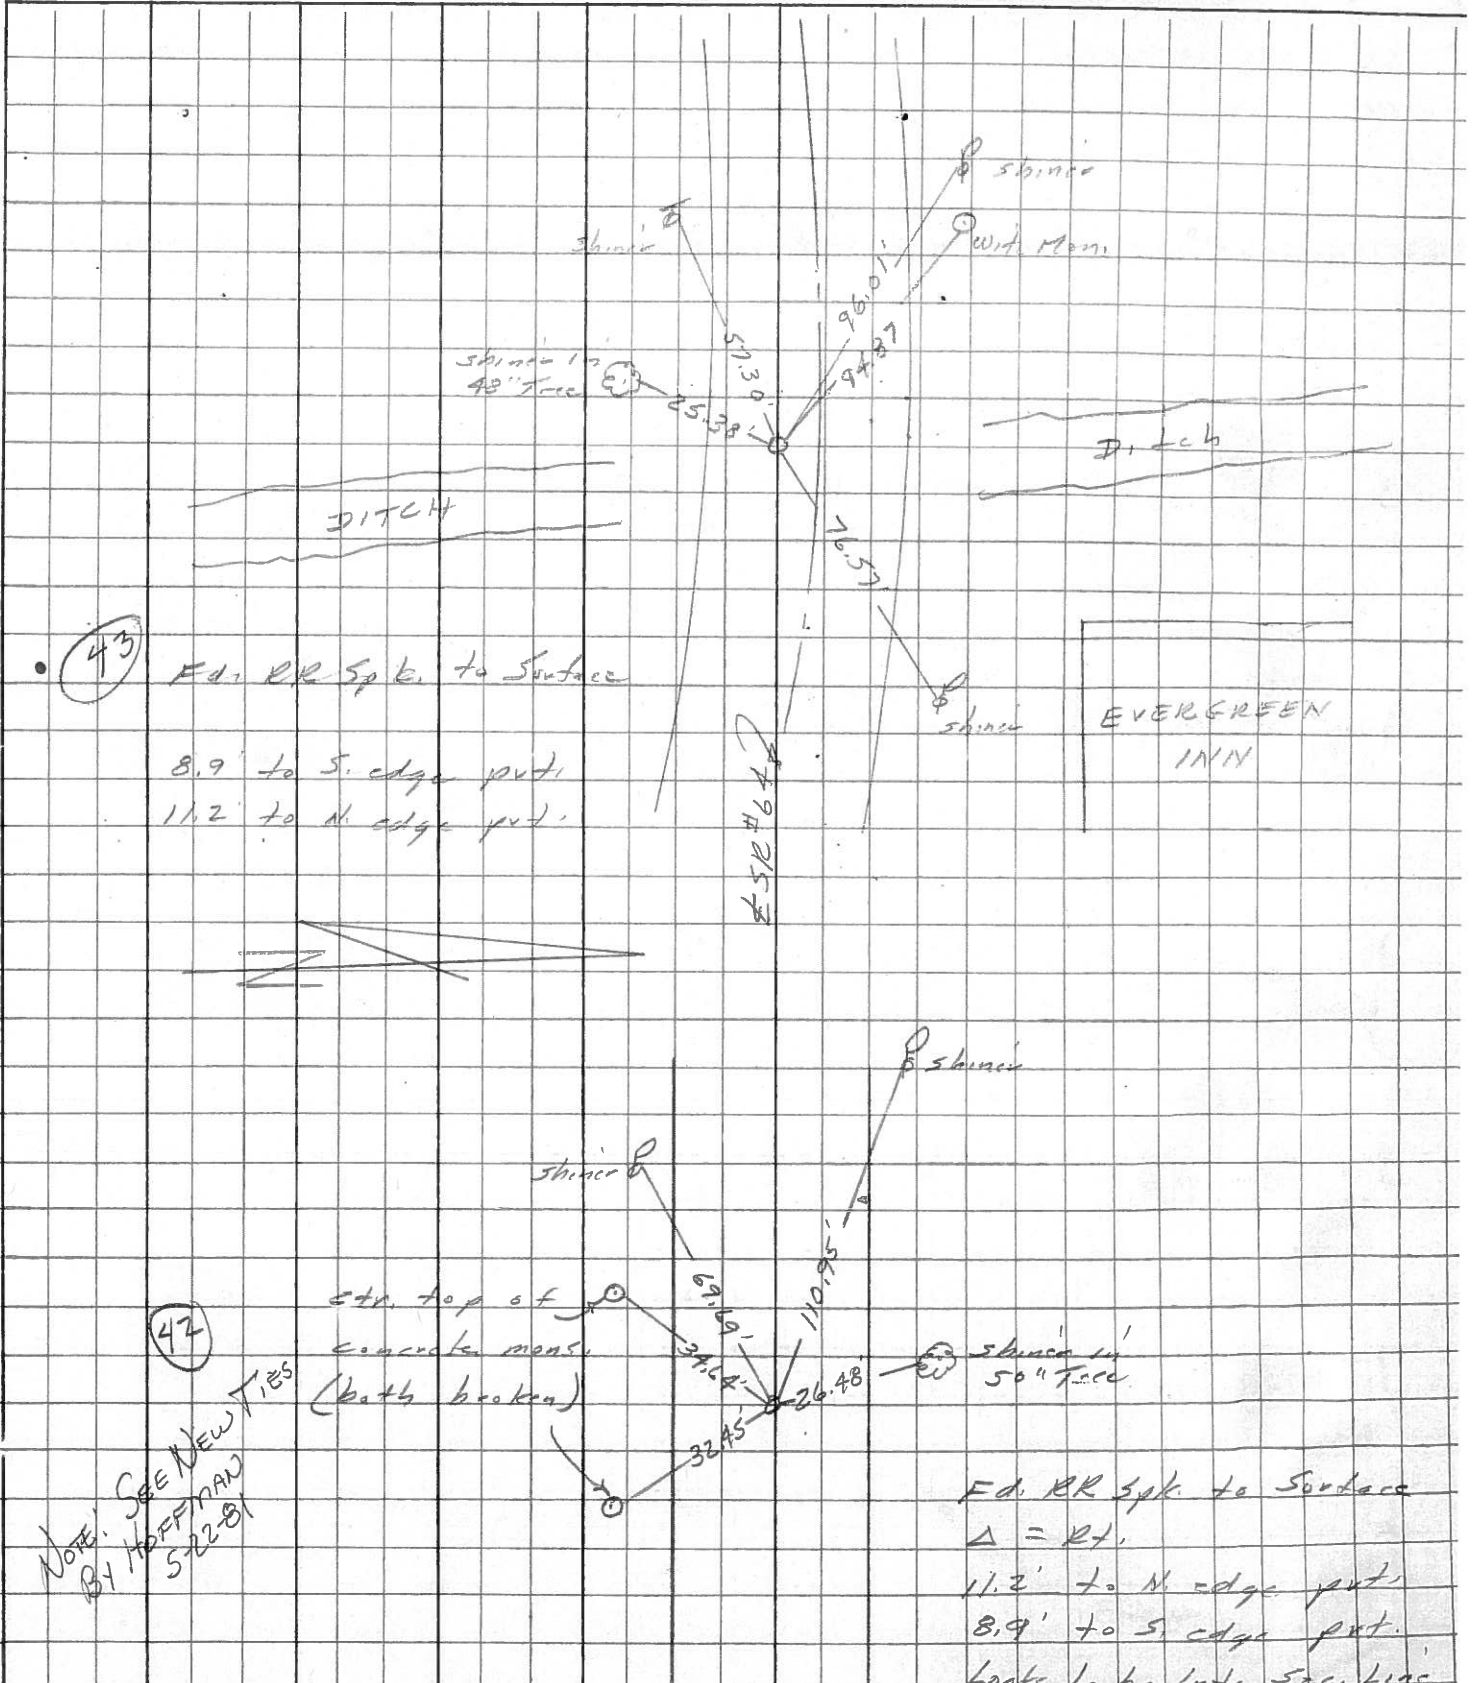 shiner
Wit. Mon.
shiner
96.01'
94.87
57.30'
shiner in
48" Tree
25.38'
Ditch
DITCH
76.57'
43
Fd. RR Spk. to Surface
shiner
EVERGREEN
INN
8.9' to S. edge pvt.
11.2' to N. edge pvt.
℄ SR #647
N
shiner
shiner
110.95'
69.69'
ctr. top of
concrete mons.
(both broken)
34.64'
42
26.48'
shiner in
50" Tree
32.45'
NOTE: SEE NEW TIES
BY HOFFMAN
5-22-81
Fd. RR Spk. to Surface
Δ = Rt.
11.2' to N. edge pvt.
8.9' to S. edge pvt.